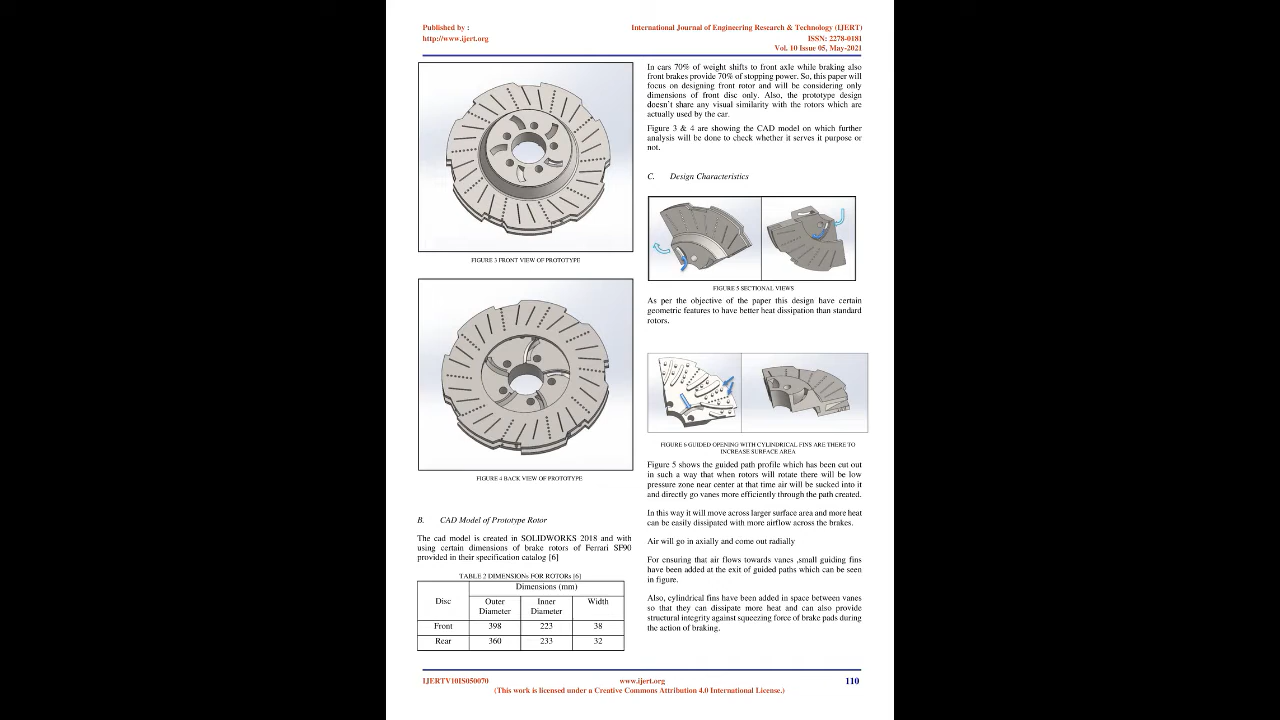 Published by :
http://www.ijert.org
International Journal of Engineering Research & Technology (IJERT)
ISSN: 2278-0181
Vol. 10 Issue 05, May-2021
FIGURE 3 FRONT VIEW OF PROTOTYPE
FIGURE 4 BACK VIEW OF PROTOTYPE
B. CAD Model of Prototype Rotor
The cad model is created in SOLIDWORKS 2018 and with
using certain dimensions of brake rotors of Ferrari SF90
provided in their specification catalog [6]
TABLE 2 DIMENSIONs FOR ROTORs [6]
Disc
Dimensions (mm)
Outer Diameter
Inner Diameter
Width
Front 398 223 38
Rear 360 233 32
In cars 70% of weight shifts to front axle while braking also
front brakes provide 70% of stopping power. So, this paper will
focus on designing front rotor and will be considering only
dimensions of front disc only. Also, the prototype design
doesn't share any visual similarity with the rotors which are
actually used by the car.
Figure 3 & 4 are showing the CAD model on which further
analysis will be done to check whether it serves it purpose or
not.
C. Design Characteristics
FIGURE 5 SECTIONAL VIEWS
As per the objective of the paper this design have certain
geometric features to have better heat dissipation than standard
rotors.
FIGURE 6 GUIDED OPENING WITH CYLINDRICAL FINS ARE THERE TO
INCREASE SURFACE AREA
Figure 5 shows the guided path profile which has been cut out
in such a way that when rotors will rotate there will be low
pressure zone near center at that time air will be sucked into it
and directly go vanes more efficiently through the path created.
In this way it will move across larger surface area and more heat
can be easily dissipated with more airflow across the brakes.
Air will go in axially and come out radially
For ensuring that air flows towards vanes ,small guiding fins
have been added at the exit of guided paths which can be seen
in figure.
Also, cylindrical fins have been added in space between vanes
so that they can dissipate more heat and can also provide
structural integrity against squeezing force of brake pads during
the action of braking.
IJERTV10IS050070
www.ijert.org
110
(This work is licensed under a Creative Commons Attribution 4.0 International License.)